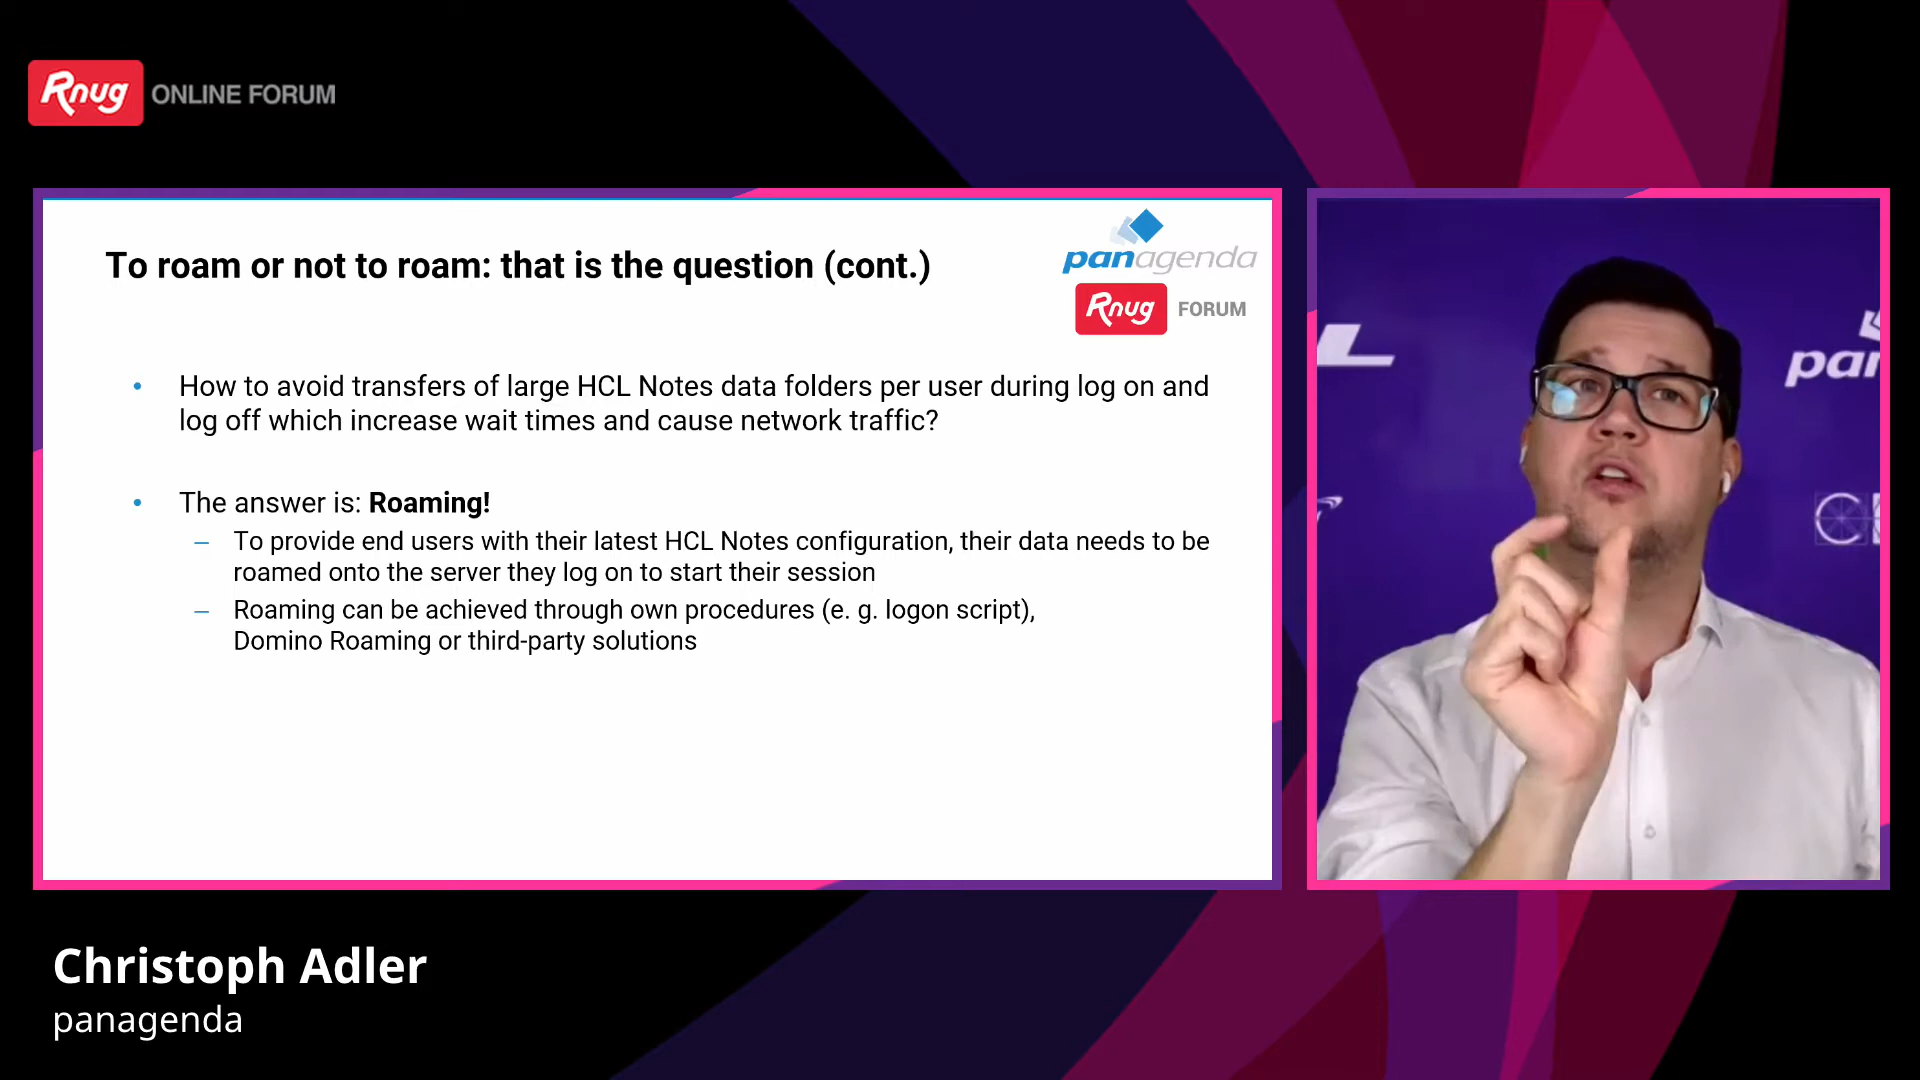 Rnug ONLINE FORUM
To roam or not to roam: that is the question (cont.)
panagenda
Rnug FORUM
• How to avoid transfers of large HCL Notes data folders per user during log on and
log off which increase wait times and cause network traffic?
• The answer is: Roaming!
– To provide end users with their latest HCL Notes configuration, their data needs to be
roamed onto the server they log on to start their session
– Roaming can be achieved through own procedures (e. g. logon script),
Domino Roaming or third-party solutions
L
pan
C
Christoph Adler
panagenda